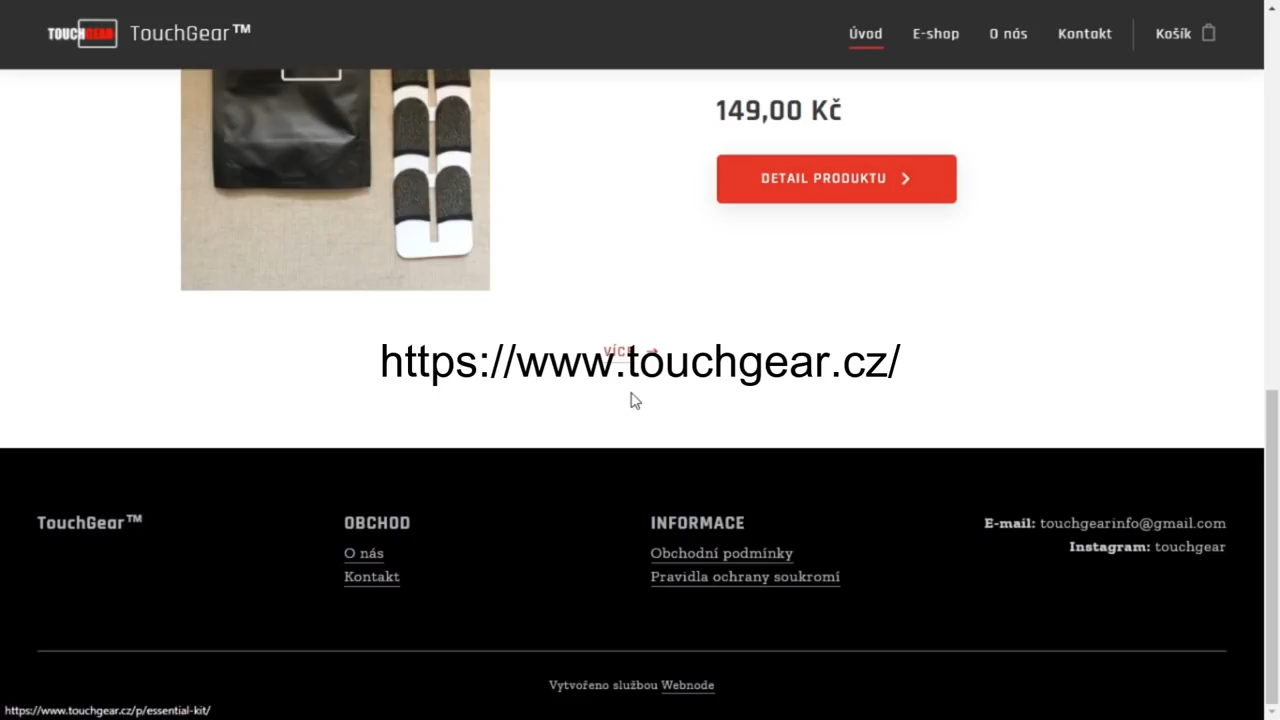 TOUCHGEAR TouchGear™
Úvod E-shop O nás Kontakt Košík
149,00 Kč
DETAIL PRODUKTU
VÍCE
https://www.touchgear.cz/
TouchGear™
OBCHOD
O nás
Kontakt
INFORMACE
Obchodní podmínky
Pravidla ochrany soukromí
E-mail: touchgearinfo@gmail.com
Instagram: touchgear
Vytvořeno službou Webnode
https://www.touchgear.cz/p/essential-kit/